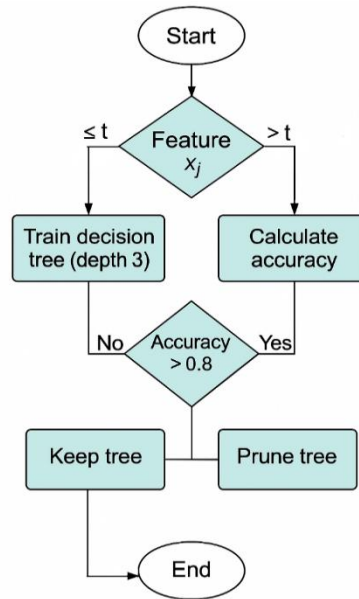 Start
≤ t
> t
Feature
x_j
Train decision
tree (depth 3)
Calculate
accuracy
No
Accuracy
> 0.8
Yes
Keep tree
Prune tree
End